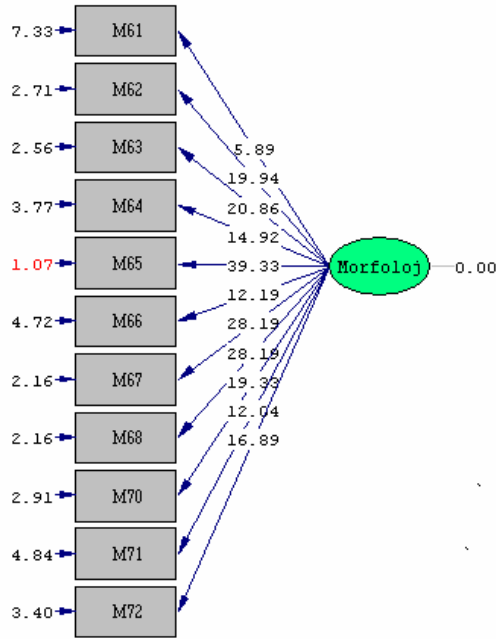 7.33 M61
2.71 M62
5.89
2.56 M63
19.94
20.86
3.77 M64
14.92
1.07 M65
39.33 Morfoloj 0.00
12.19
4.72 M66
28.19
28.19
2.16 M67
19.33
12.04
2.16 M68
16.89
2.91 M70
4.84 M71
3.40 M72